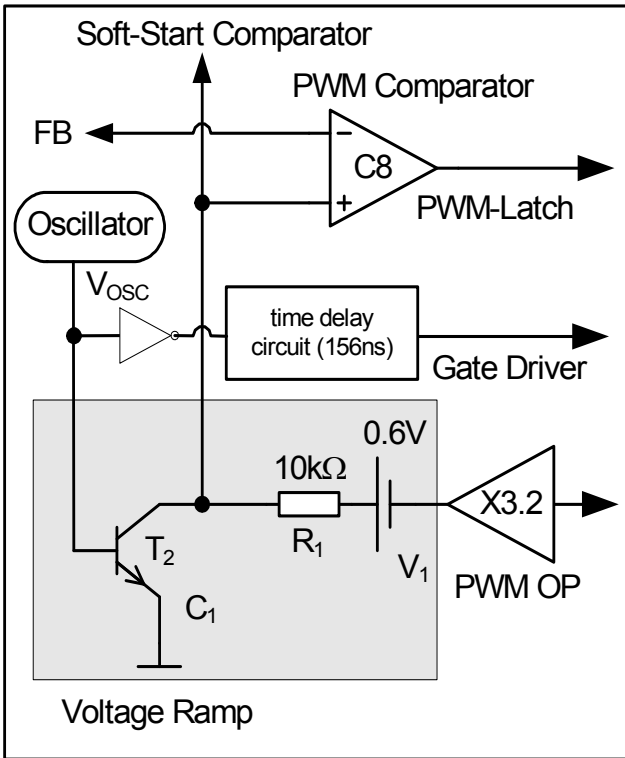 Soft-Start Comparator
PWM Comparator
FB
C8
PWM-Latch
Oscillator
VOSC
time delay
circuit (156ns)
Gate Driver
0.6V
10kΩ
X3.2
T2
R1
V1
PWM OP
C1
Voltage Ramp